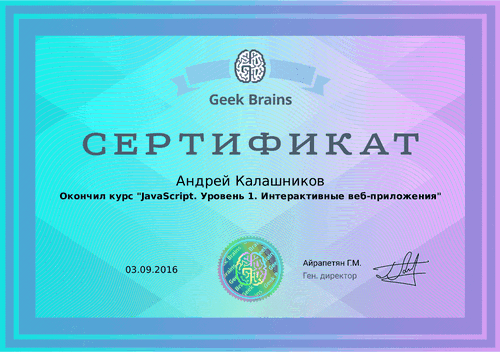 Geek Brains
СЕРТИФИКАТ
Андрей Калашников
Окончил курс "JavaScript. Уровень 1. Интерактивные веб-приложения"
03.09.2016
Айрапетян Г.М.
Ген. директор